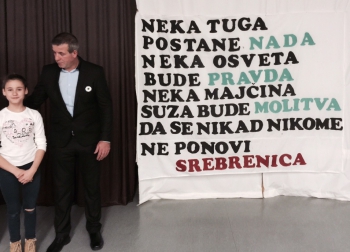 NEKA TUGA
POSTANE NADA
NEKA OSVETA
BUDE PRAVDA
NEKA MAJČINA
SUZA BUDE MOLITVA
DA SE NIKAD NIKOME
NE PONOVI
SREBRENICA